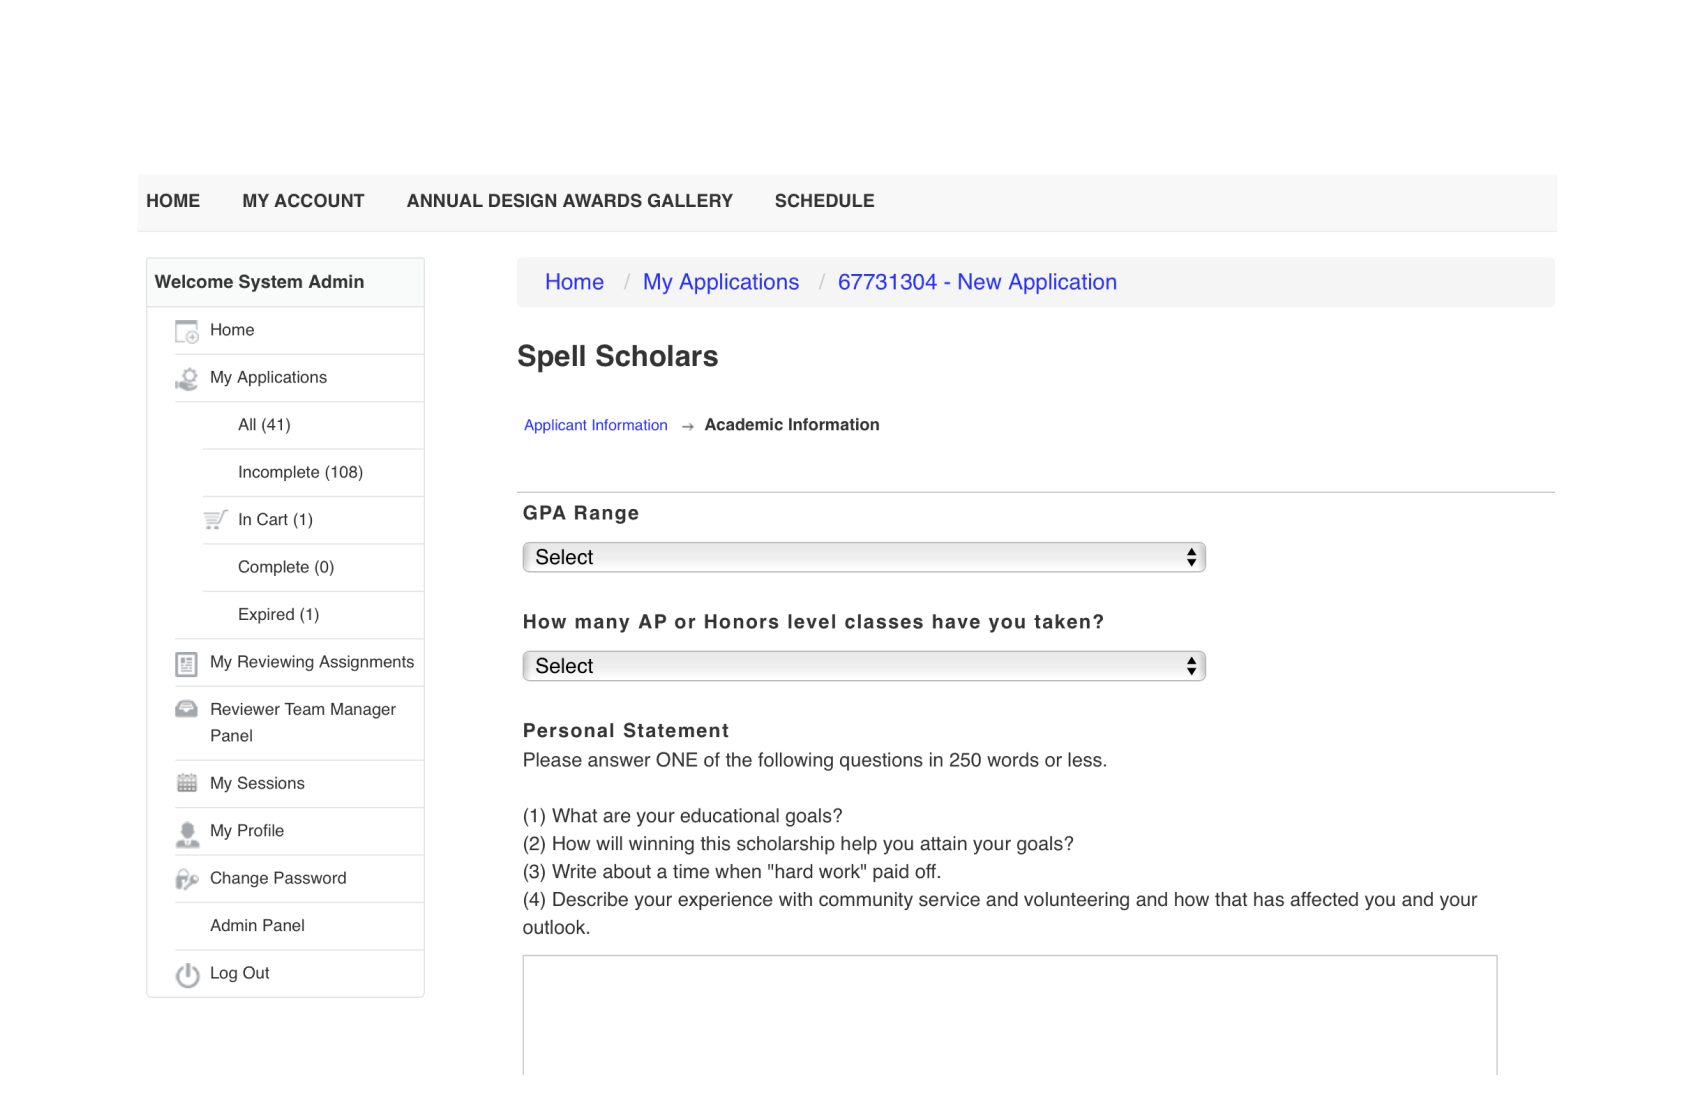 HOME MY ACCOUNT ANNUAL DESIGN AWARDS GALLERY SCHEDULE
Welcome System Admin
Home
My Applications
All (41)
Incomplete (108)
In Cart (1)
Complete (0)
Expired (1)
My Reviewing Assignments
Reviewer Team Manager
Panel
My Sessions
My Profile
Change Password
Admin Panel
Log Out
Home / My Applications / 67731304 - New Application
Spell Scholars
Applicant Information → Academic Information
GPA Range
Select
How many AP or Honors level classes have you taken?
Select
Personal Statement
Please answer ONE of the following questions in 250 words or less.
(1) What are your educational goals?
(2) How will winning this scholarship help you attain your goals?
(3) Write about a time when "hard work" paid off.
(4) Describe your experience with community service and volunteering and how that has affected you and your
outlook.